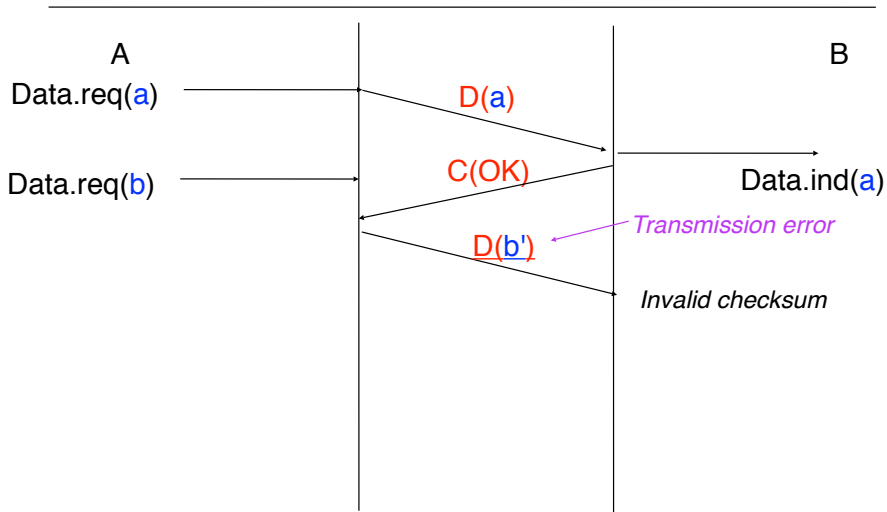 A
B
Data.req(a)
D(a)
C(OK)
Data.req(b)
Data.ind(a)
Transmission error
D(b')
Invalid checksum